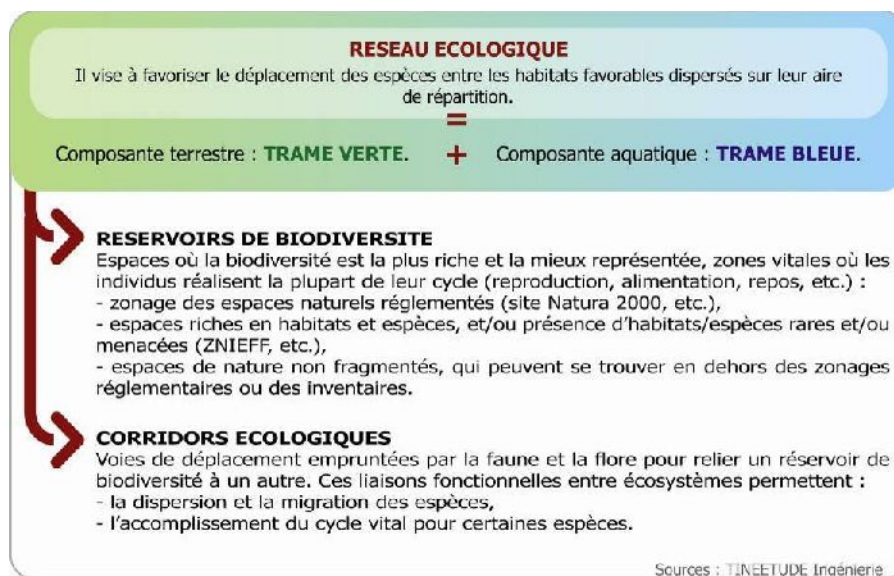 RESEAU ECOLOGIQUE
Il vise à favoriser le déplacement des espèces entre les habitats favorables dispersés sur leur aire
de répartition.
=
Composante terrestre : TRAME VERTE. + Composante aquatique : TRAME BLEUE.
RESERVOIRS DE BIODIVERSITE
Espaces où la biodiversité est la plus riche et la mieux représentée, zones vitales où les
individus réalisent la plupart de leur cycle (reproduction, alimentation, repos, etc.) :
- zonage des espaces naturels réglementés (site Natura 2000, etc.),
- espaces riches en habitats et espèces, et/ou présence d'habitats/espèces rares et/ou
menacées (ZNIEFF, etc.),
- espaces de nature non fragmentés, qui peuvent se trouver en dehors des zonages
réglementaires ou des inventaires.
CORRIDORS ECOLOGIQUES
Voies de déplacement empruntées par la faune et la flore pour relier un réservoir de
biodiversité à un autre. Ces liaisons fonctionnelles entre écosystèmes permettent :
- la dispersion et la migration des espèces,
- l'accomplissement du cycle vital pour certaines espèces.
Sources : TINEETUDE Ingénierie